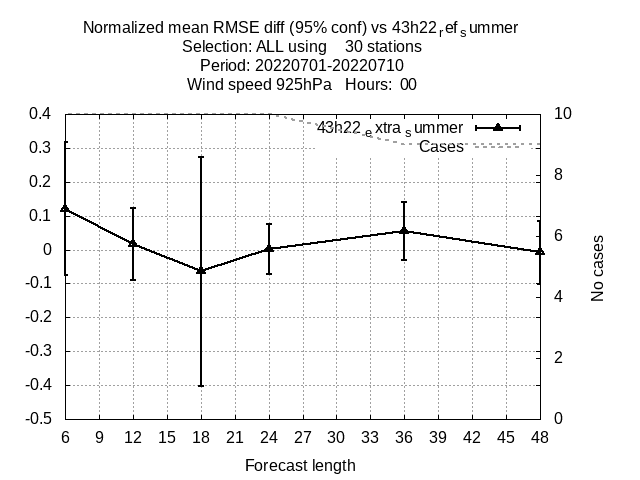 Normalized mean RMSE diff (95% conf) vs 43h22ref summer
Selection: ALL using 30 stations
Period: 20220701-20220710
Wind speed 925hPa Hours: 00
43h22extrasummer
Cases
0.4
0.3
0.2
0.1
0
-0.1
-0.2
-0.3
-0.4
-0.5
10
8
6
4
2
0
No cases
6 9 12 15 18 21 24 27 30 33 36 39 42 45 48
Forecast length